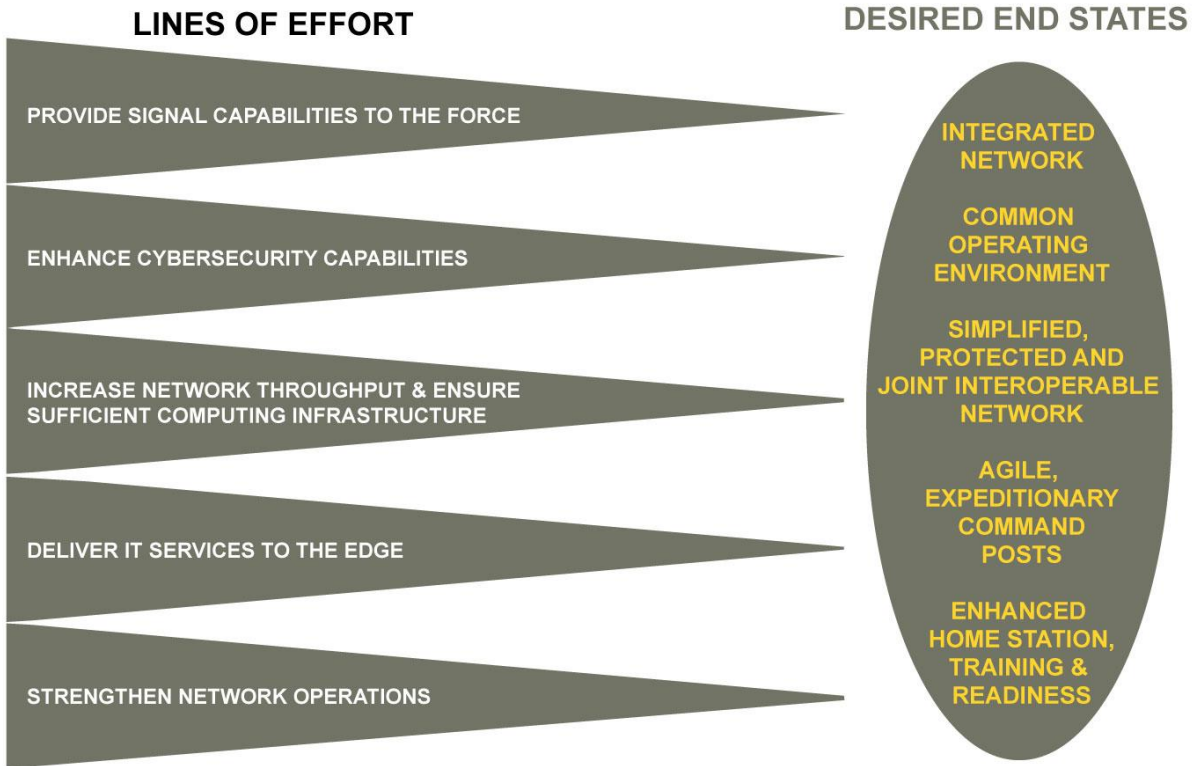 LINES OF EFFORT
PROVIDE SIGNAL CAPABILITIES TO THE FORCE
ENHANCE CYBERSECURITY CAPABILITIES
INCREASE NETWORK THROUGHPUT & ENSURE
SUFFICIENT COMPUTING INFRASTRUCTURE
DELIVER IT SERVICES TO THE EDGE
STRENGTHEN NETWORK OPERATIONS
DESIRED END STATES
INTEGRATED
NETWORK
COMMON
OPERATING
ENVIRONMENT
SIMPLIFIED,
PROTECTED AND
JOINT INTEROPERABLE
NETWORK
AGILE,
EXPEDITIONARY
COMMAND
POSTS
ENHANCED
HOME STATION,
TRAINING &
READINESS